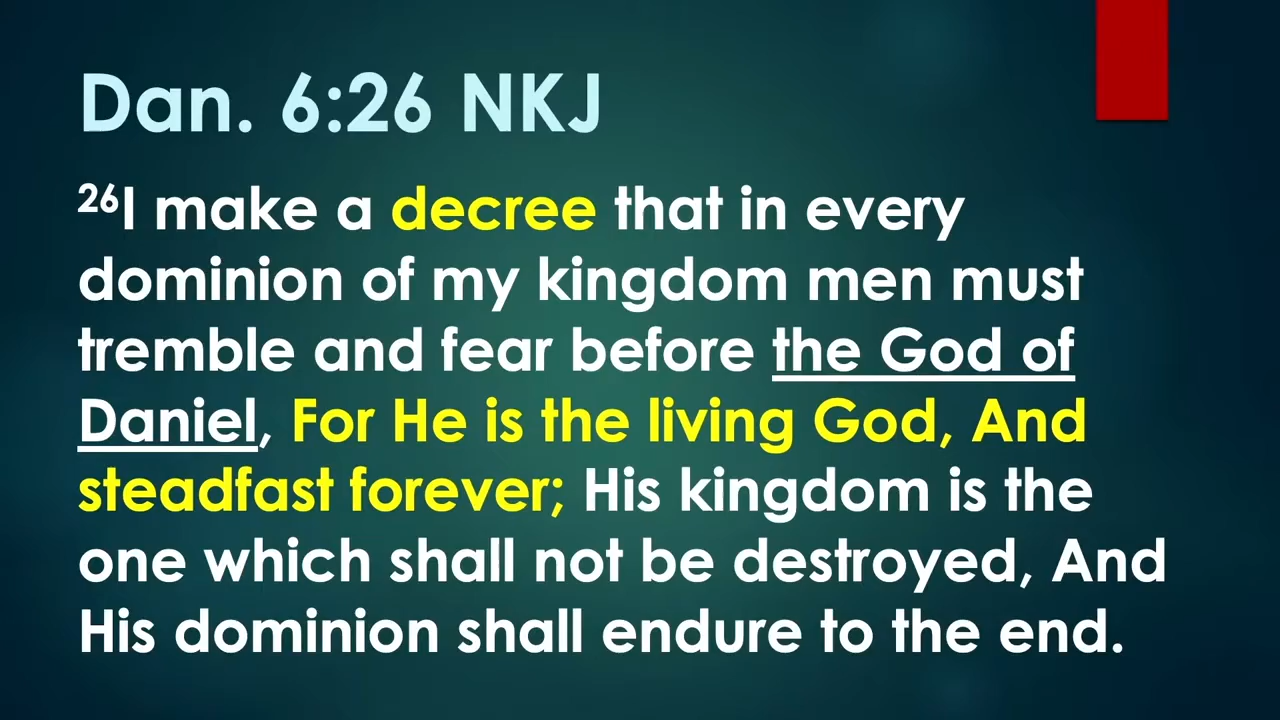 Dan. 6:26 NKJ
26I make a decree that in every
dominion of my kingdom men must
tremble and fear before the God of
Daniel, For He is the living God, And
steadfast forever; His kingdom is the
one which shall not be destroyed, And
His dominion shall endure to the end.